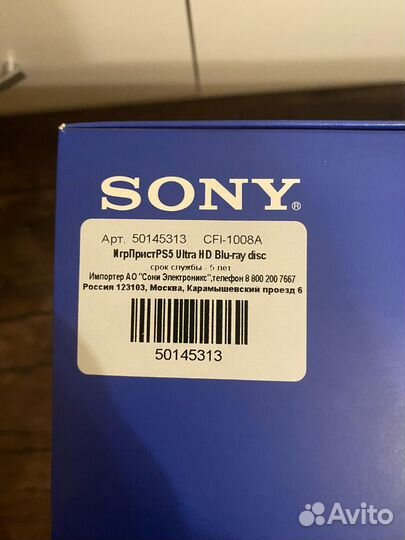 SONY®
Арт. 50145313 CFI-1008A
ИгрПристPS5 Ultra HD Blu-ray disc
срок службы - 5 лет
Импортер АО "Сони Электроникс",телефон 8 800 200 7667
Россия 123103, Москва, Карамышевский проезд 6
50145313
Avito